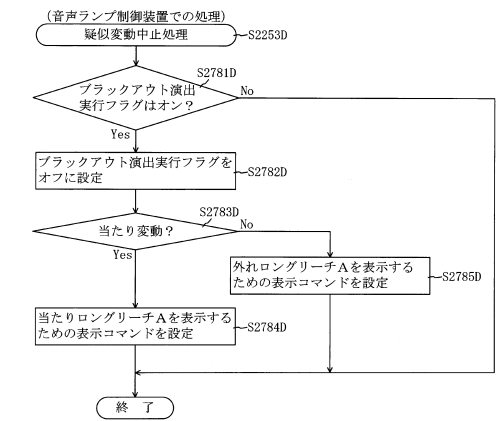 （音声ランプ制御装置での処理）
疑似変動中止処理
S2253D
S2781D
ブラックアウト演出
実行フラグはオン？
No
Yes
ブラックアウト演出実行フラグを
オフに設定
S2782D
S2783D
当たり変動？
No
Yes
外れロングリーチAを表示する
ための表示コマンドを設定
S2785D
当たりロングリーチAを表示する
ための表示コマンドを設定
S2784D
終 了